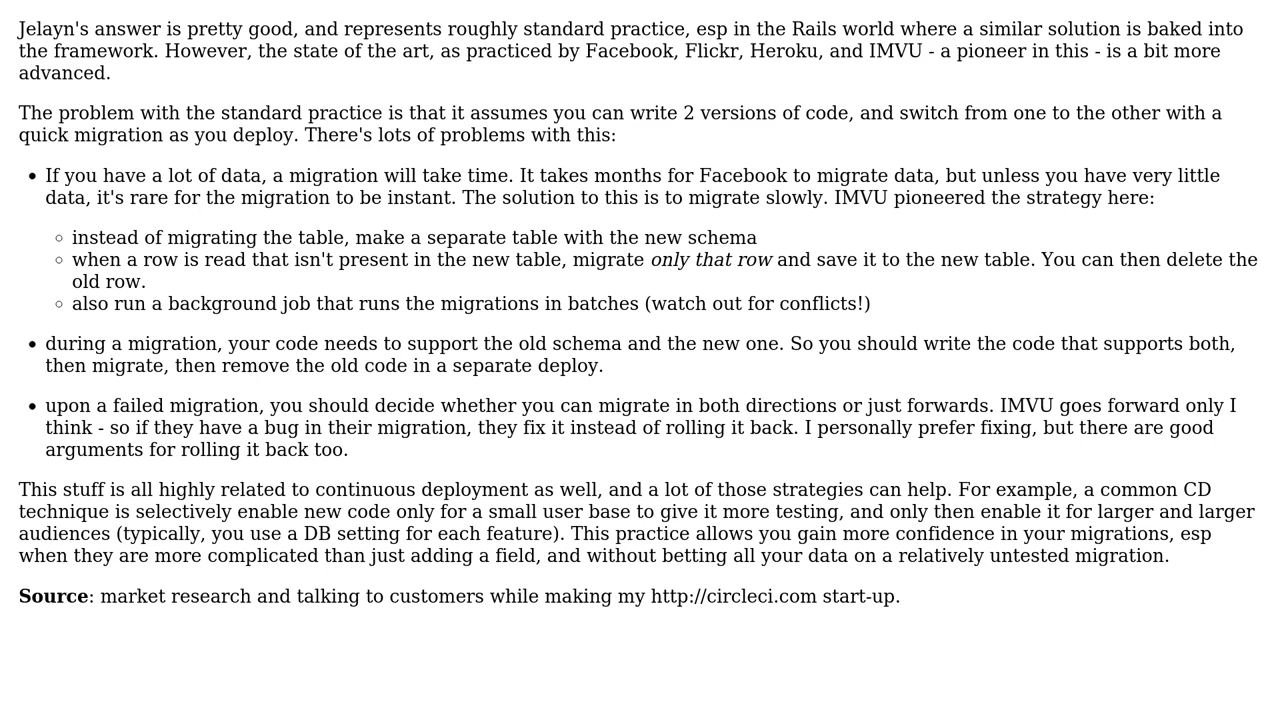 Jelayn's answer is pretty good, and represents roughly standard practice, esp in the Rails world where a similar solution is baked into
the framework. However, the state of the art, as practiced by Facebook, Flickr, Heroku, and IMVU - a pioneer in this - is a bit more
advanced.
The problem with the standard practice is that it assumes you can write 2 versions of code, and switch from one to the other with a
quick migration as you deploy. There's lots of problems with this:
• If you have a lot of data, a migration will take time. It takes months for Facebook to migrate data, but unless you have very little
data, it's rare for the migration to be instant. The solution to this is to migrate slowly. IMVU pioneered the strategy here:
◦ instead of migrating the table, make a separate table with the new schema
◦ when a row is read that isn't present in the new table, migrate only that row and save it to the new table. You can then delete the
old row.
◦ also run a background job that runs the migrations in batches (watch out for conflicts!)
• during a migration, your code needs to support the old schema and the new one. So you should write the code that supports both,
then migrate, then remove the old code in a separate deploy.
• upon a failed migration, you should decide whether you can migrate in both directions or just forwards. IMVU goes forward only I
think - so if they have a bug in their migration, they fix it instead of rolling it back. I personally prefer fixing, but there are good
arguments for rolling it back too.
This stuff is all highly related to continuous deployment as well, and a lot of those strategies can help. For example, a common CD
technique is selectively enable new code only for a small user base to give it more testing, and only then enable it for larger and larger
audiences (typically, you use a DB setting for each feature). This practice allows you gain more confidence in your migrations, esp
when they are more complicated than just adding a field, and without betting all your data on a relatively untested migration.
Source: market research and talking to customers while making my http://circleci.com start-up.